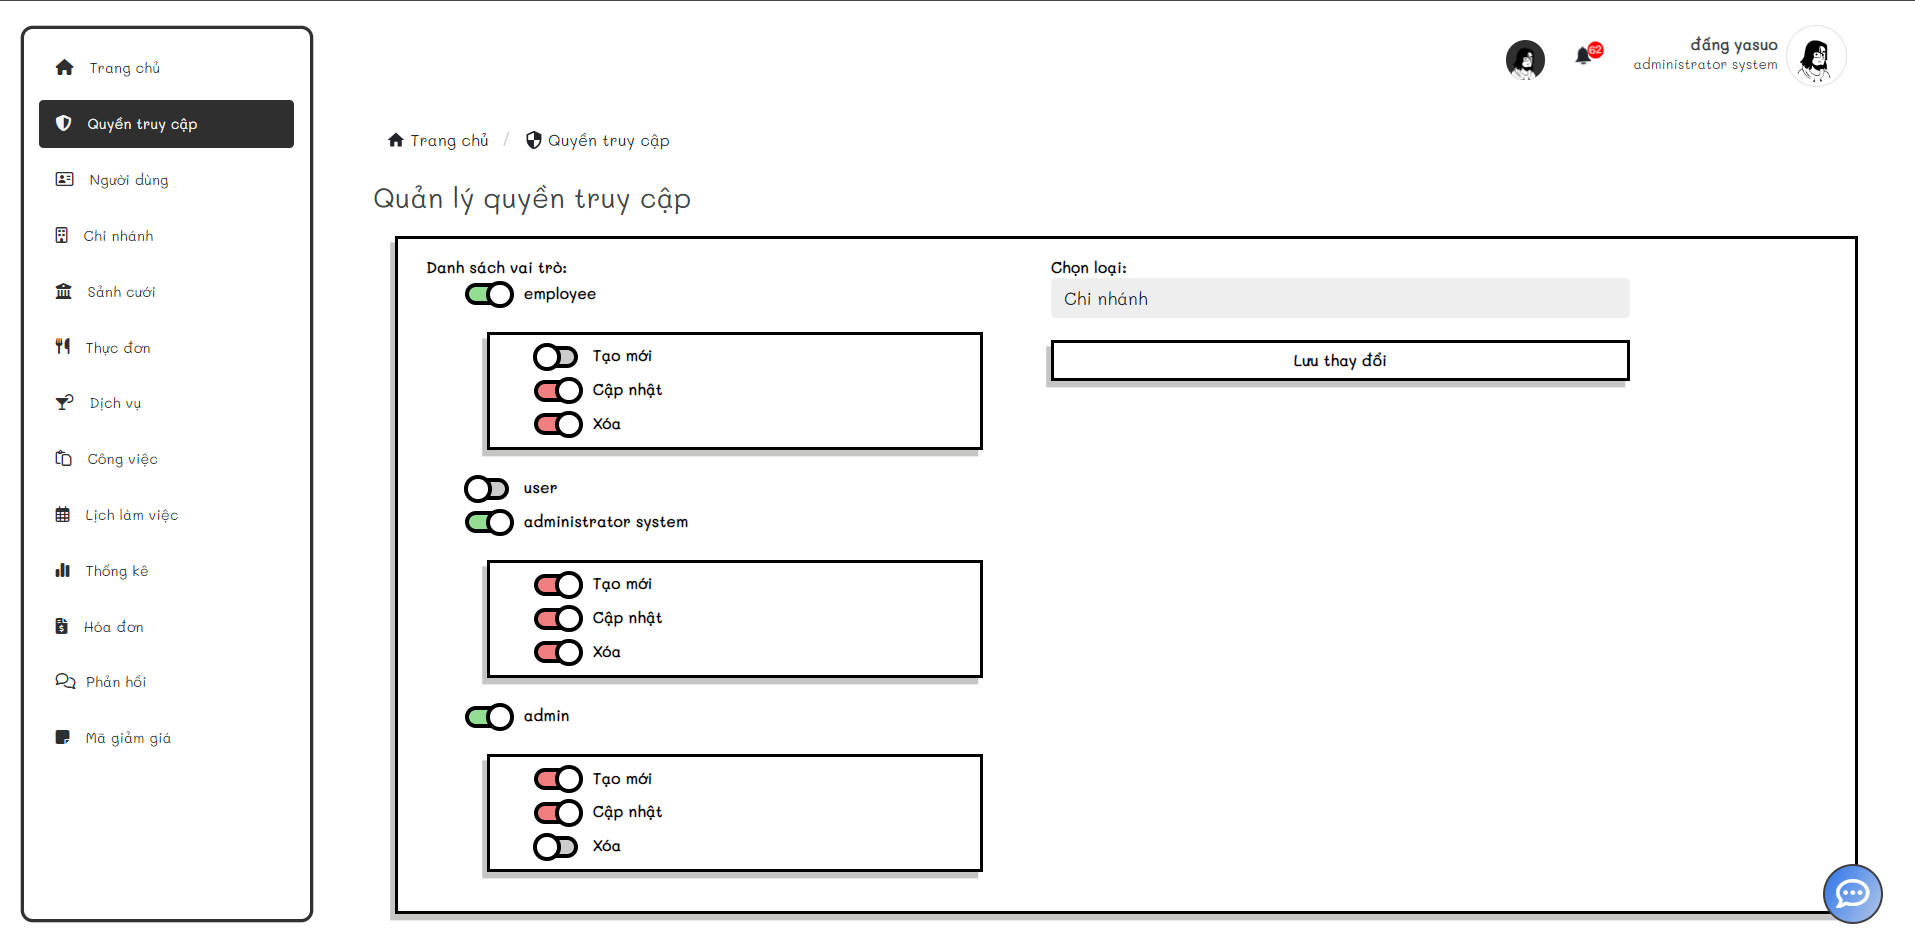 Trang chủ
Quyền truy cập
Người dùng
Chi nhánh
Sảnh cưới
Thực đơn
Dịch vụ
Công việc
Lịch làm việc
Thống kê
Hóa đơn
Phản hồi
Mã giảm giá
62
đấng yasuo
administrator system
Trang chủ / Quyền truy cập
Quản lý quyền truy cập
Danh sách vai trò:
employee
Tạo mới
Cập nhật
Xóa
user
administrator system
Tạo mới
Cập nhật
Xóa
admin
Tạo mới
Cập nhật
Xóa
Chọn loại:
Chi nhánh
Lưu thay đổi